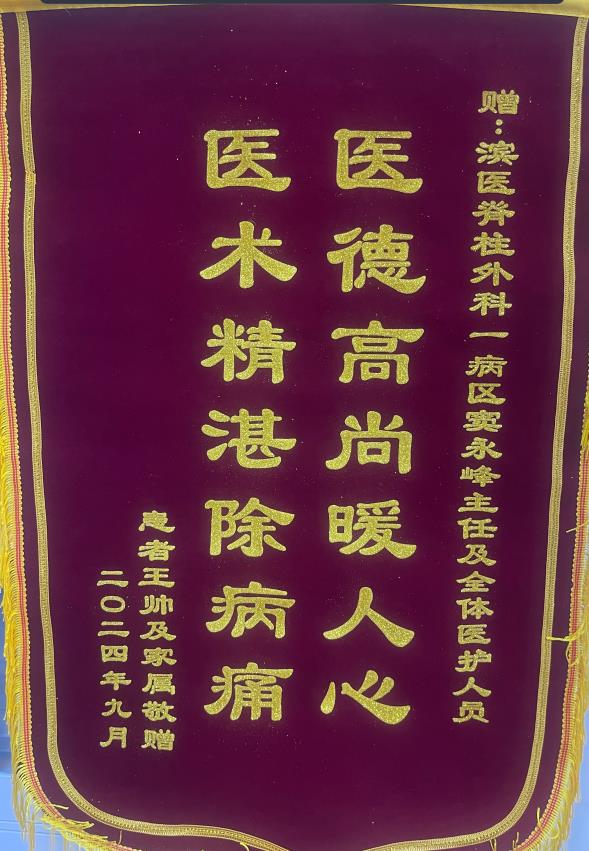 赠：滨医脊柱外科一病区窦永峰主任及全体医护人员
医德高尚暖人心
医术精湛除病痛
患者王帅及家属敬赠
二〇二四年九月